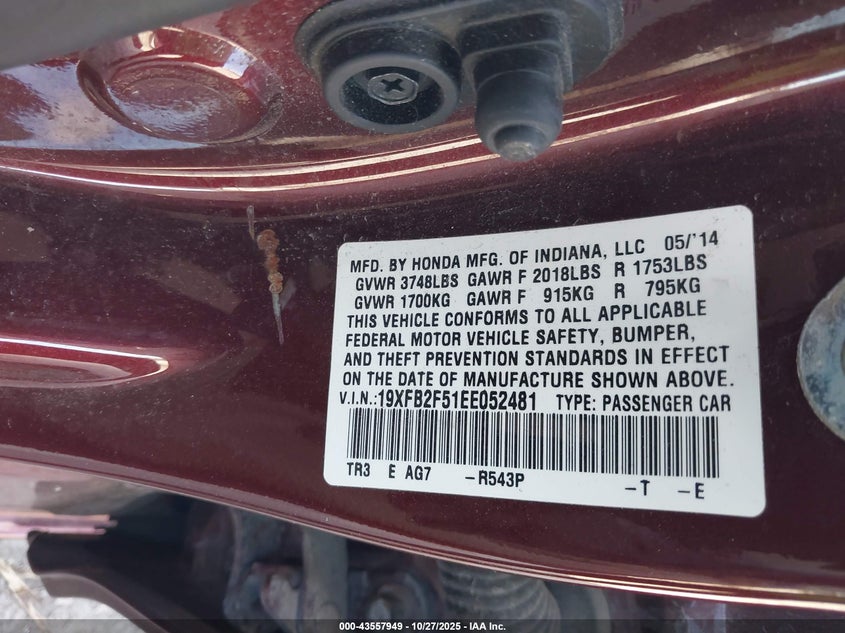 MFD. BY HONDA MFG. OF INDIANA, LLC 05/'14
GVWR 3748LBS GAWR F 2018LBS R 1753LBS
GVWR 1700KG GAWR F 915KG R 795KG
THIS VEHICLE CONFORMS TO ALL APPLICABLE
FEDERAL MOTOR VEHICLE SAFETY, BUMPER,
AND THEFT PREVENTION STANDARDS IN EFFECT
ON THE DATE OF MANUFACTURE SHOWN ABOVE.
V.I.N.:19XFB2F51EE052481 TYPE: PASSENGER CAR
TR3 E AG7 -R543P -T -E
000-43557949 - 10/27/2025 - IAA Inc.